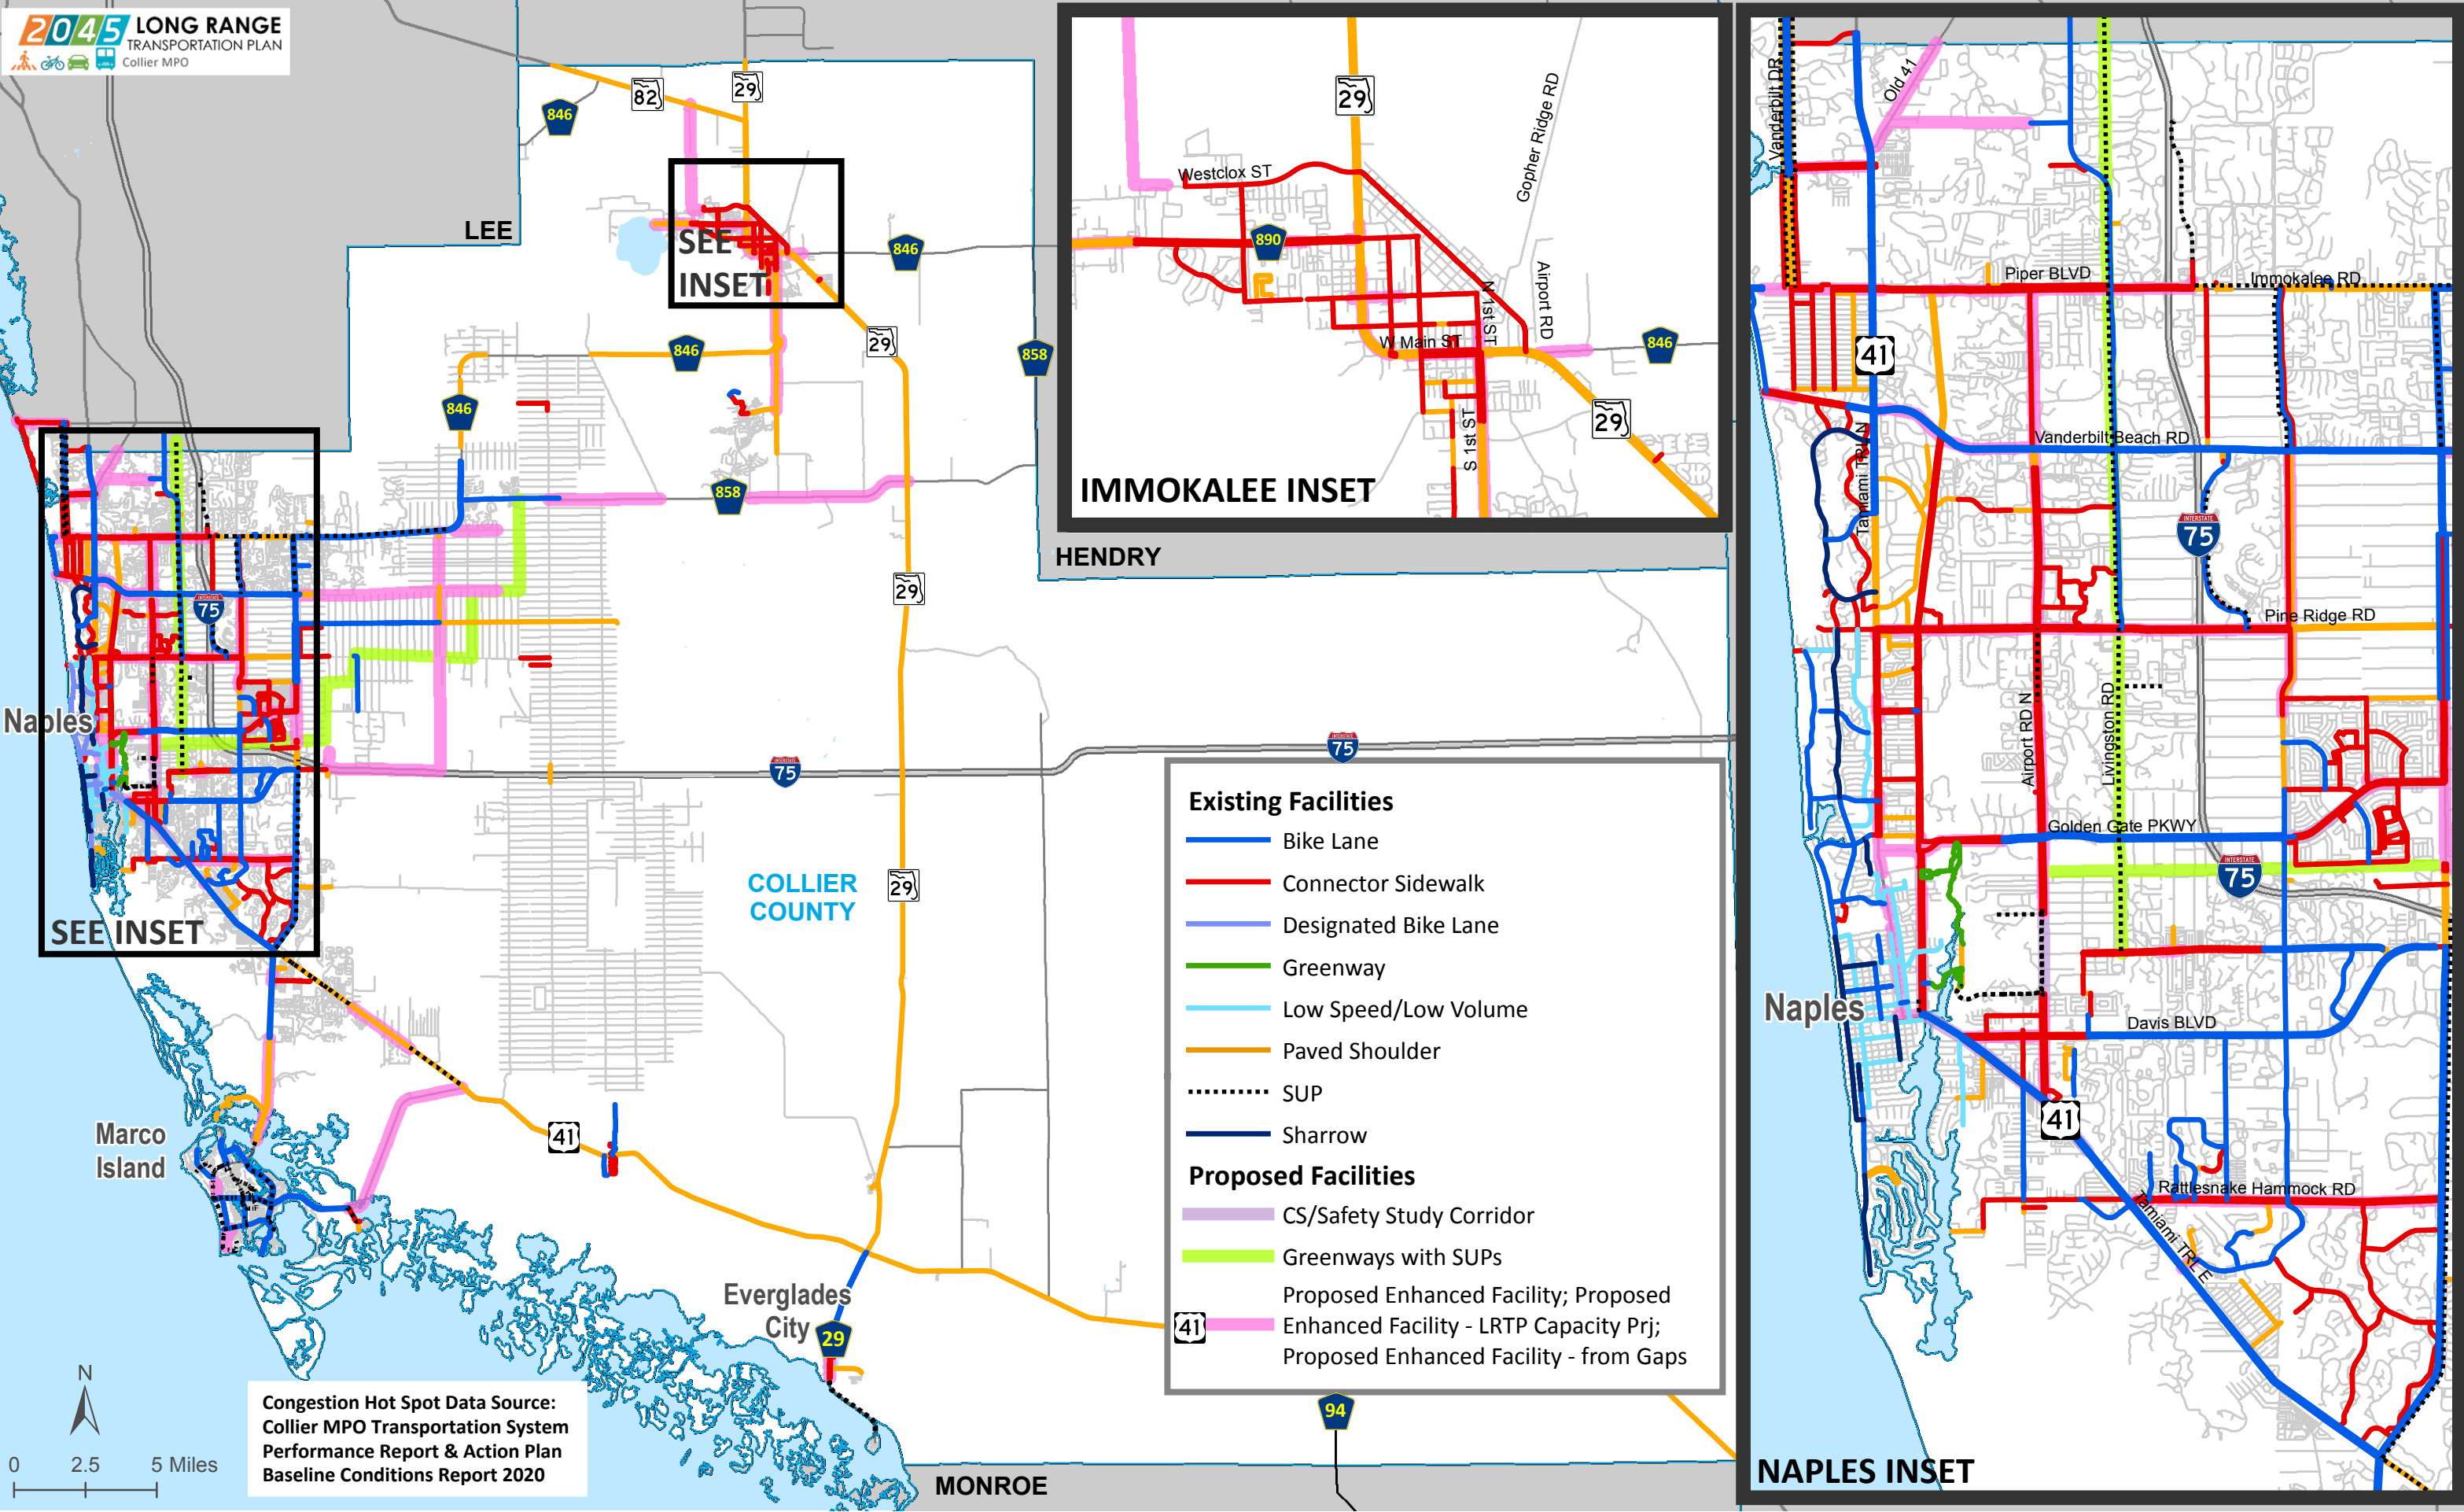 2045 LONG RANGE
TRANSPORTATION PLAN
Collier MPO
82
29
846
LEE
SEE
INSET
846
29
846
858
846
858
HENDRY
29
75
Naples
75
75
SEE INSET
COLLIER
COUNTY
29
Marco
Island
41
Everglades
City
29
41
94
MONROE
N
0 2.5 5 Miles
Congestion Hot Spot Data Source:
Collier MPO Transportation System
Performance Report & Action Plan
Baseline Conditions Report 2020
29
Gopher Ridge RD
Westclox ST
890
Airport RD
N 1st ST
W Main ST
846
29
S 1st ST
IMMOKALEE INSET
Existing Facilities
Bike Lane
Connector Sidewalk
Designated Bike Lane
Greenway
Low Speed/Low Volume
Paved Shoulder
SUP
Sharrow
Proposed Facilities
CS/Safety Study Corridor
Greenways with SUPs
Proposed Enhanced Facility; Proposed
Enhanced Facility - LRTP Capacity Prj;
Proposed Enhanced Facility - from Gaps
Vanderbilt DR
Old 41
Piper BLVD
Immokalee RD
41
Vanderbilt Beach RD
Tamiami TRL N
INTERSTATE
75
Pine Ridge RD
Airport RD N
Livingston RD
Golden Gate PKWY
INTERSTATE
75
Naples
Davis BLVD
41
Rattlesnake Hammock RD
Tamiami TRL E
NAPLES INSET